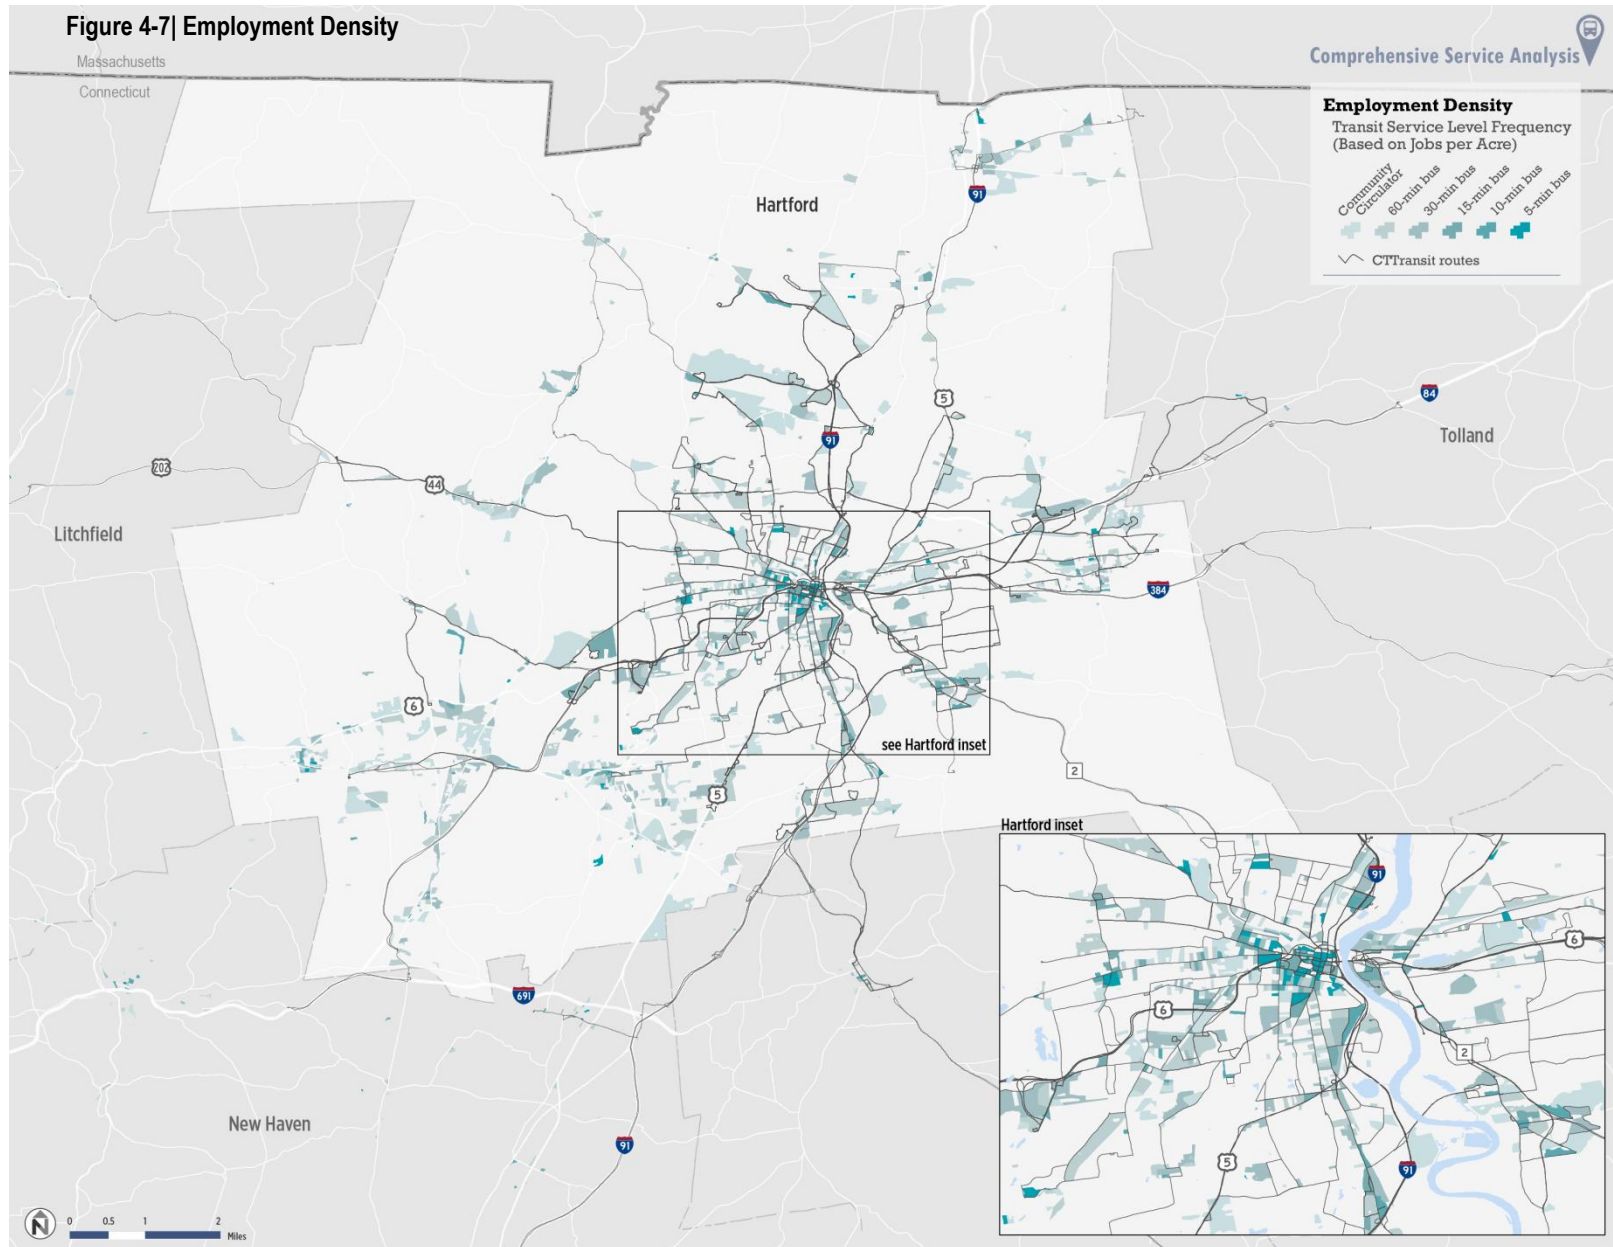 Figure 4-7| Employment Density
Massachusetts
Connecticut
Comprehensive Service Analysis
Employment Density
Transit Service Level Frequency
(Based on Jobs per Acre)
Community
Circulator
60-min bus
30-min bus
15-min bus
10-min bus
5-min bus
CTTransit routes
91
Hartford
5
84
Tolland
91
202
44
Litchfield
384
6
see Hartford inset
2
5
Hartford inset
91
6
6
2
5
91
691
New Haven
91
N
0 0.5 1 2
Miles